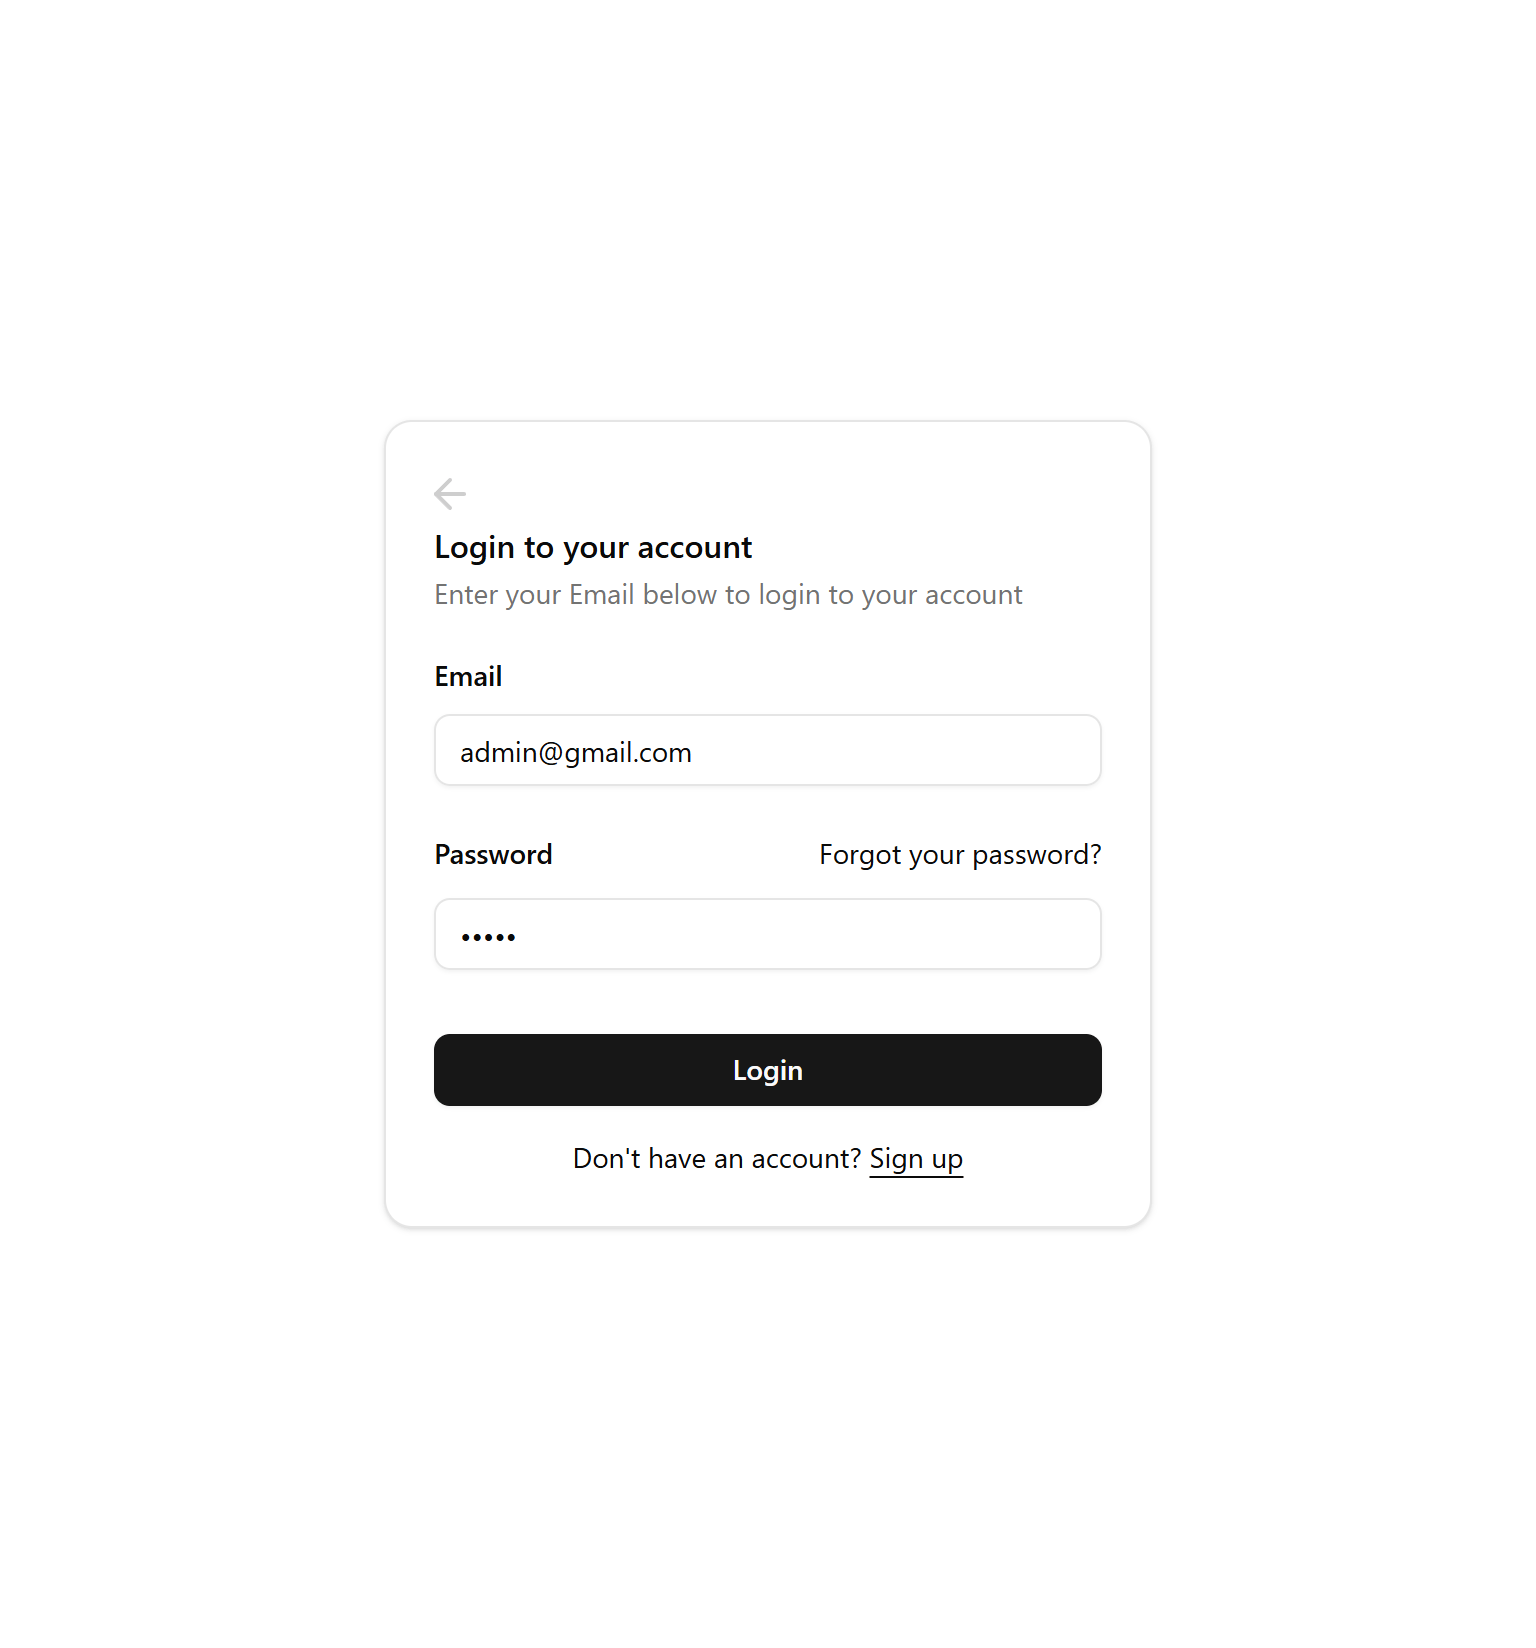 Login to your account
Enter your Email below to login to your account
Email
admin@gmail.com
Password Forgot your password?
•••••
Login
Don't have an account? Sign up